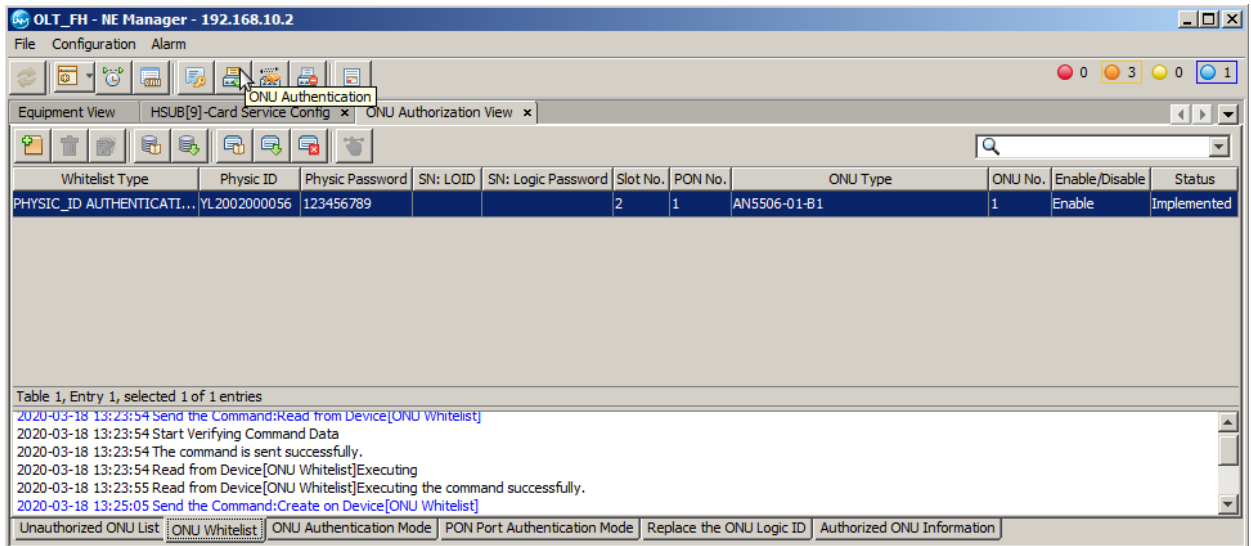 OLT_FH - NE Manager - 192.168.10.2
File Configuration Alarm
0 3 0 1
ONU Authentication
Equipment View HSUB[9]-Card Service Config x ONU Authorization View x
Whitelist Type Physic ID Physic Password SN: LOID SN: Logic Password Slot No. PON No. ONU Type ONU No. Enable/Disable Status
PHYSIC_ID AUTHENTICATI... YL2002000056 123456789 2 1 AN5506-01-B1 1 Enable Implemented
Table 1, Entry 1, selected 1 of 1 entries
2020-03-18 13:23:54 Send the Command:Read from Device[ONU Whitelist]
2020-03-18 13:23:54 Start Verifying Command Data
2020-03-18 13:23:54 The command is sent successfully.
2020-03-18 13:23:54 Read from Device[ONU Whitelist]Executing
2020-03-18 13:23:55 Read from Device[ONU Whitelist]Executing the command successfully.
2020-03-18 13:25:05 Send the Command:Create on Device[ONU Whitelist]
Unauthorized ONU List ONU Whitelist ONU Authentication Mode PON Port Authentication Mode Replace the ONU Logic ID Authorized ONU Information